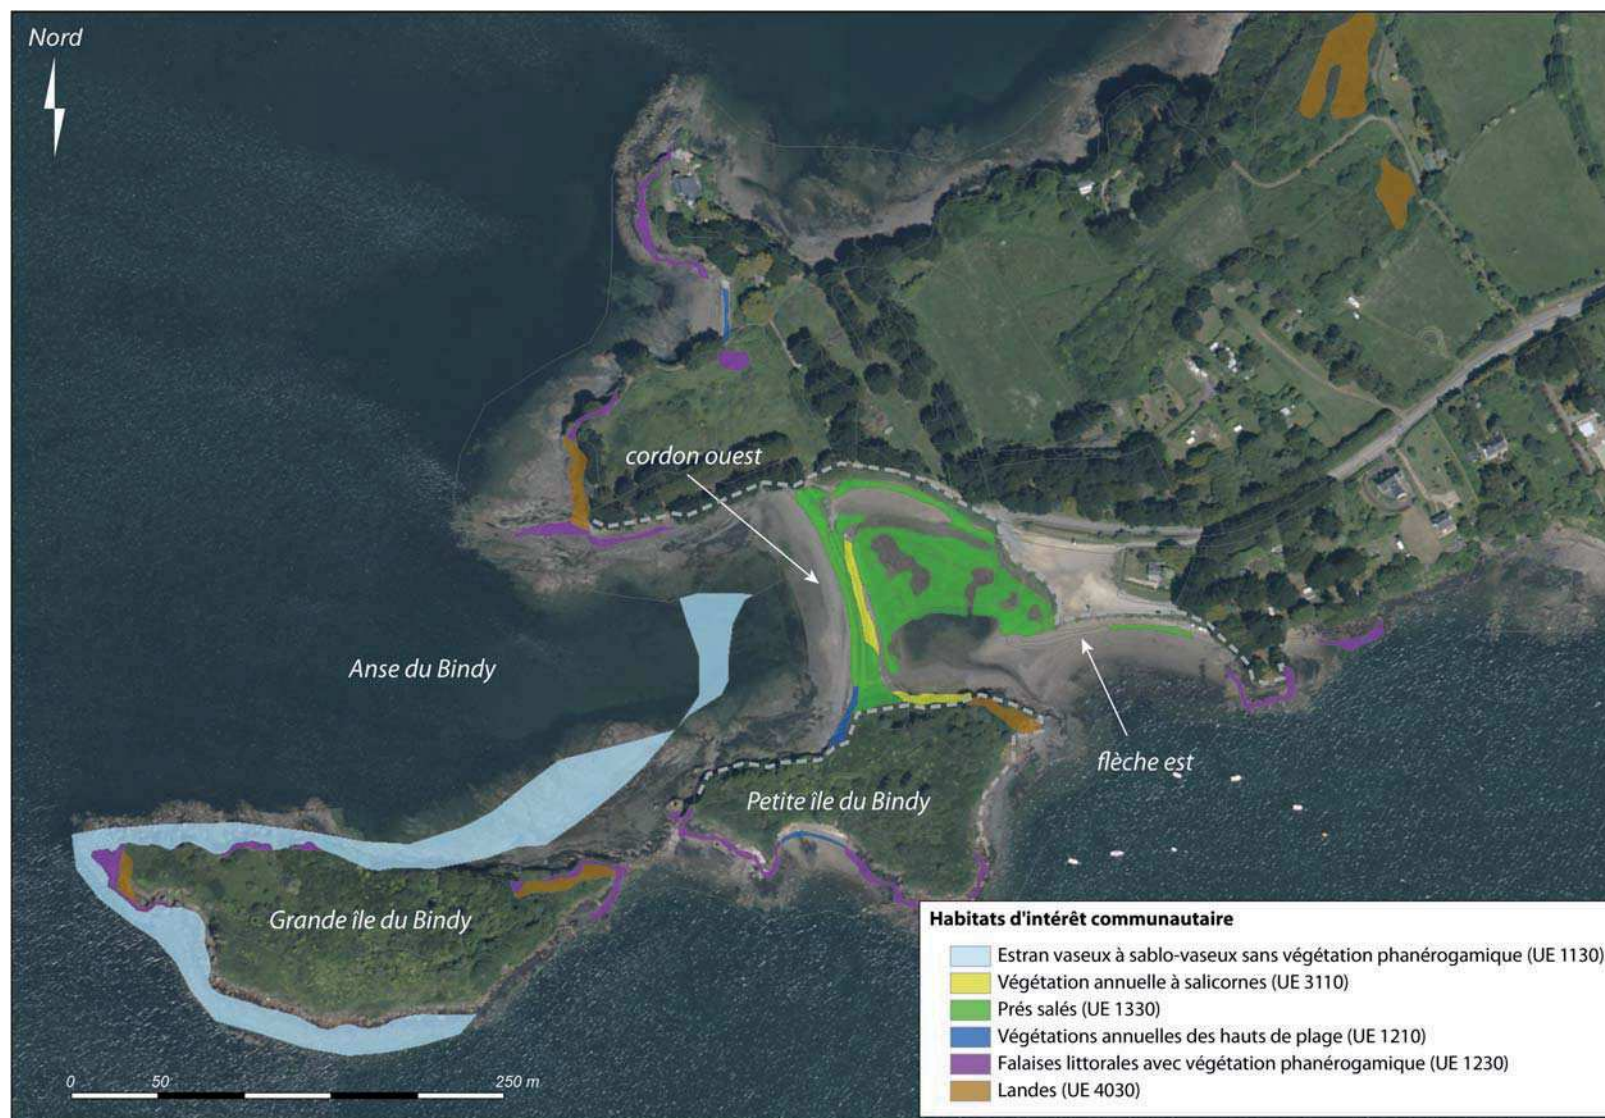 Nord
cordon ouest
Anse du Bindy
flèche est
Petite île du Bindy
Grande île du Bindy
0 50 250 m
Habitats d'intérêt communautaire
Estran vaseux à sablo-vaseux sans végétation phanérogamique (UE 1130)
Végétation annuelle à salicornes (UE 3110)
Prés salés (UE 1330)
Végétations annuelles des hauts de plage (UE 1210)
Falaises littorales avec végétation phanérogamique (UE 1230)
Landes (UE 4030)